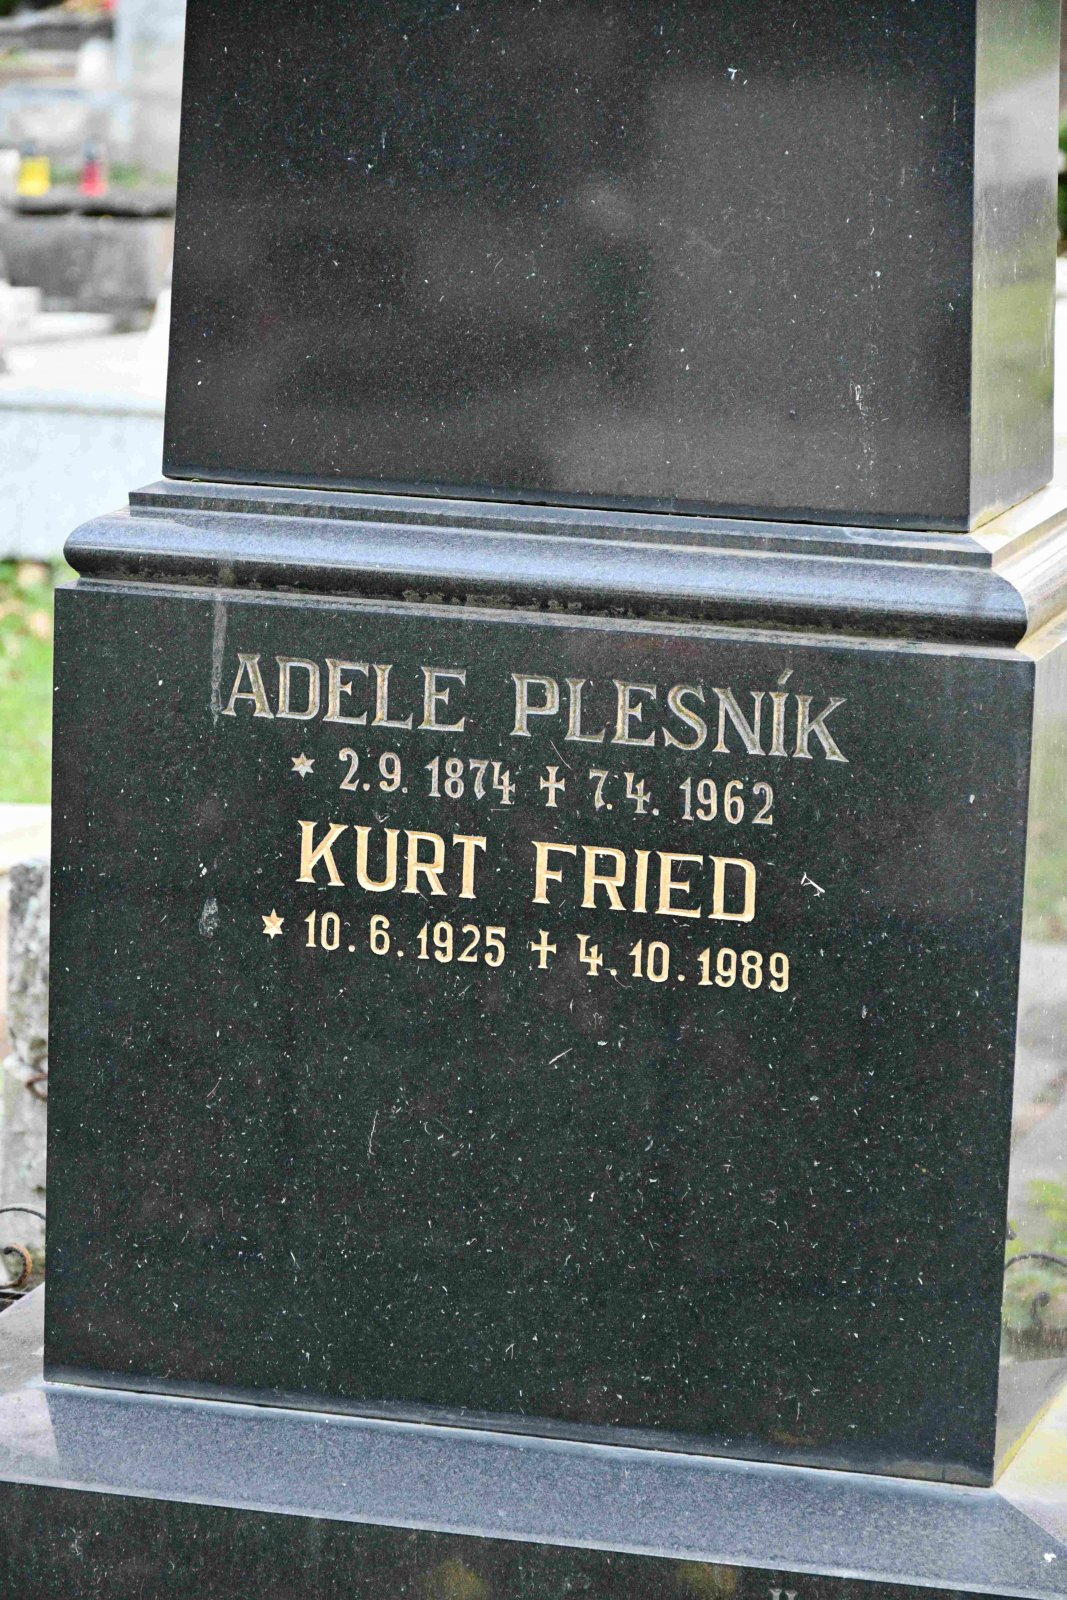 ADELE PLESNÍK
* 2.9. 1874 ✝ 7.4. 1962
KURT FRIED
* 10.6.1925 ✝ 4.10.1989